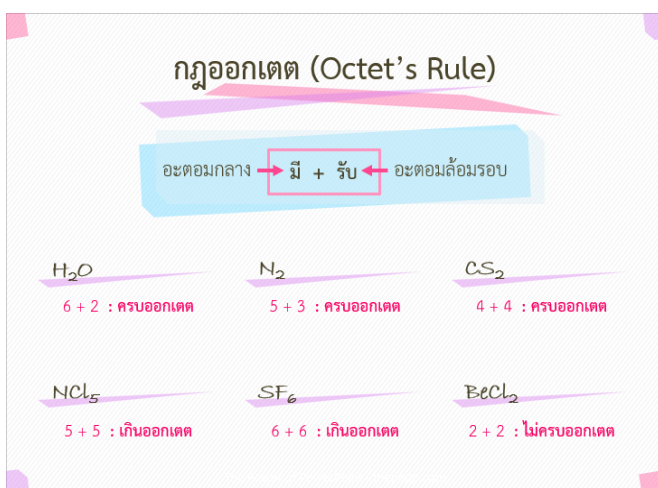 กฎออกเตต (Octet's Rule)
อะตอมกลาง มี + รับ อะตอมล้อมรอบ
H₂O N₂ CS₂
6 + 2 : ครบออกเตต 5 + 3 : ครบออกเตต 4 + 4 : ครบออกเตต
NCl₅ SF₆ BeCl₂
5 + 5 : เกินออกเตต 6 + 6 : เกินออกเตต 2 + 2 : ไม่ครบออกเตต